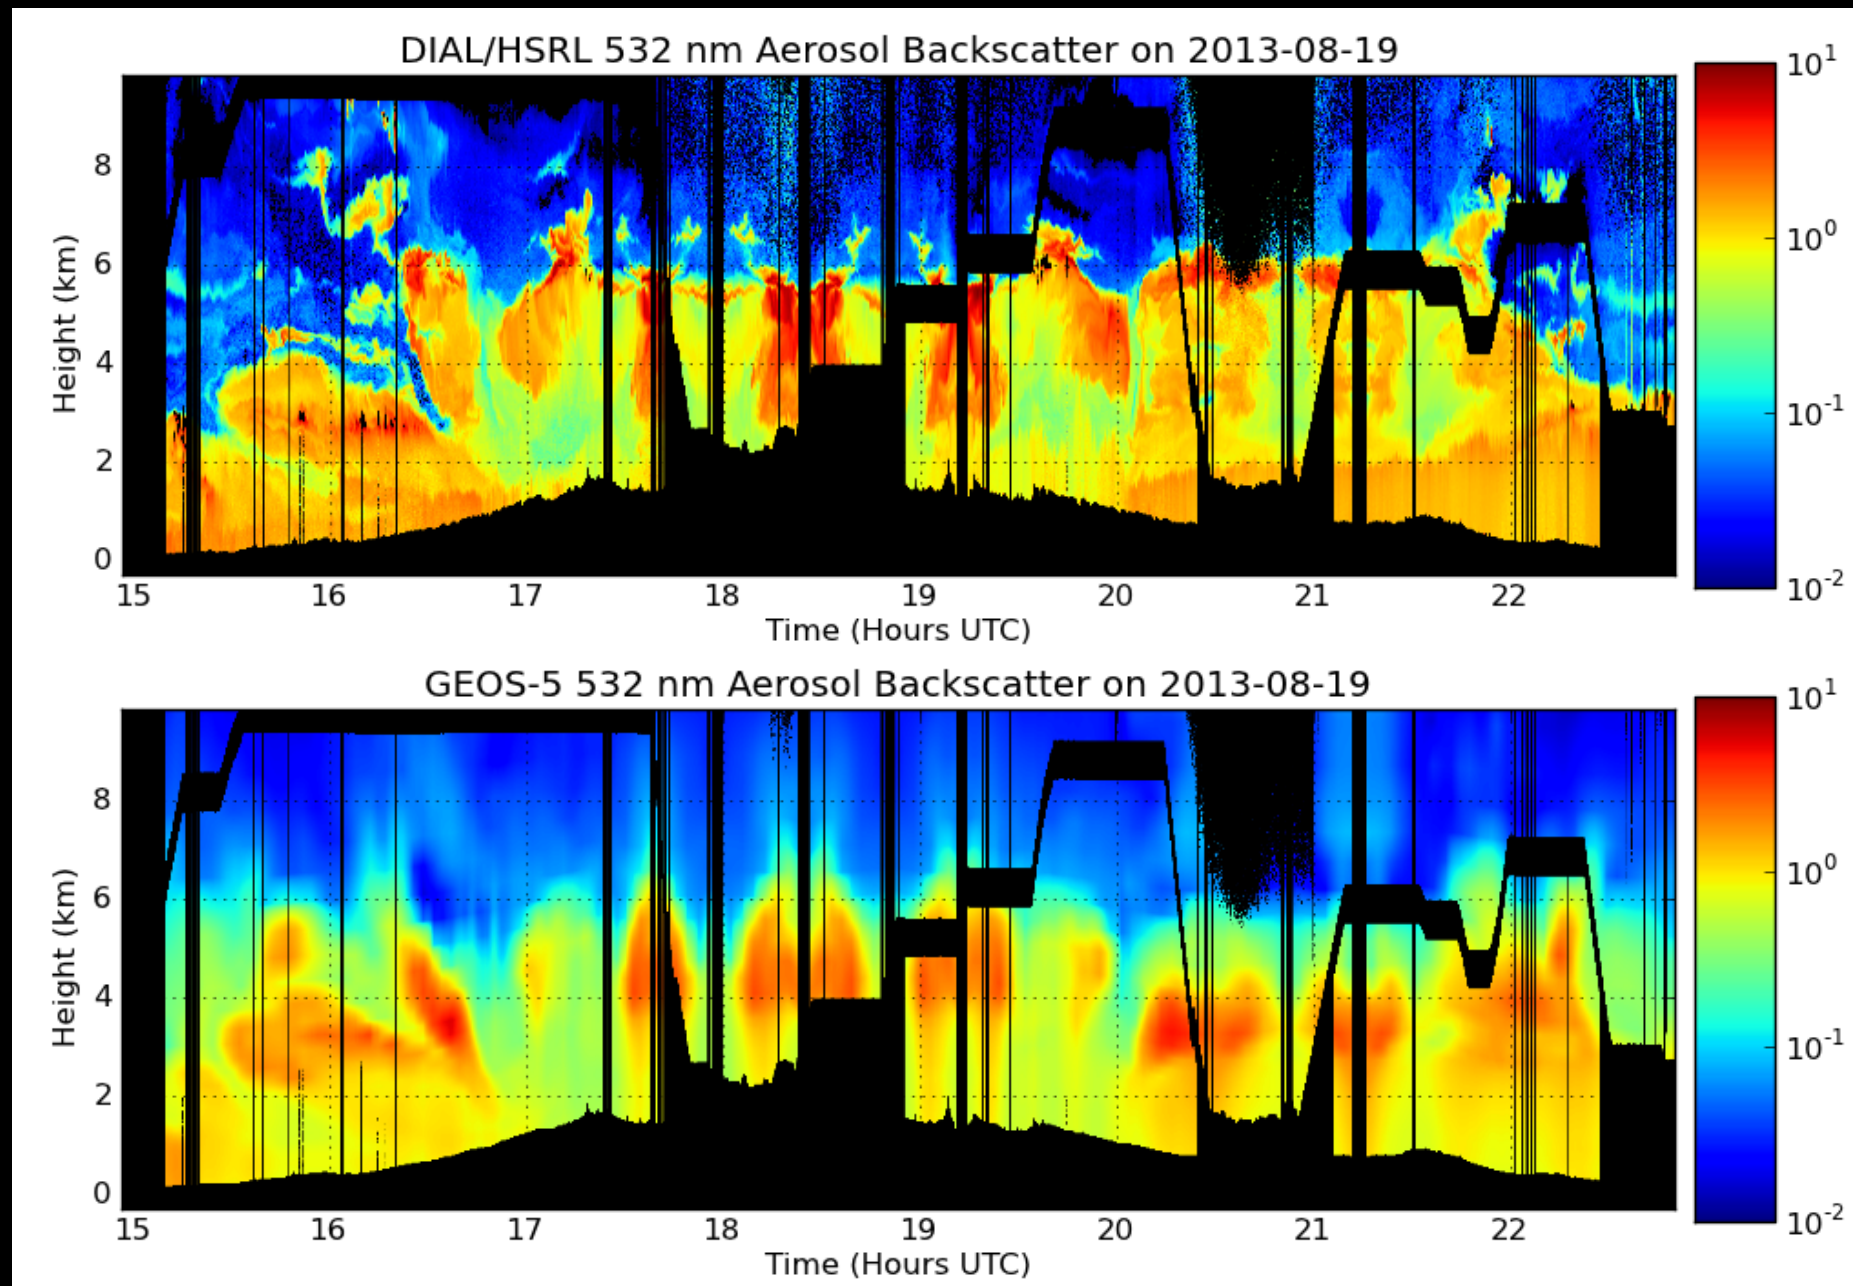 DIAL/HSRL 532 nm Aerosol Backscatter on 2013-08-19
10^1
8
10^0
6
Height (km)
4
10^-1
2
0
10^-2
15 16 17 18 19 20 21 22
Time (Hours UTC)
GEOS-5 532 nm Aerosol Backscatter on 2013-08-19
10^1
8
10^0
6
Height (km)
4
10^-1
2
0
10^-2
15 16 17 18 19 20 21 22
Time (Hours UTC)